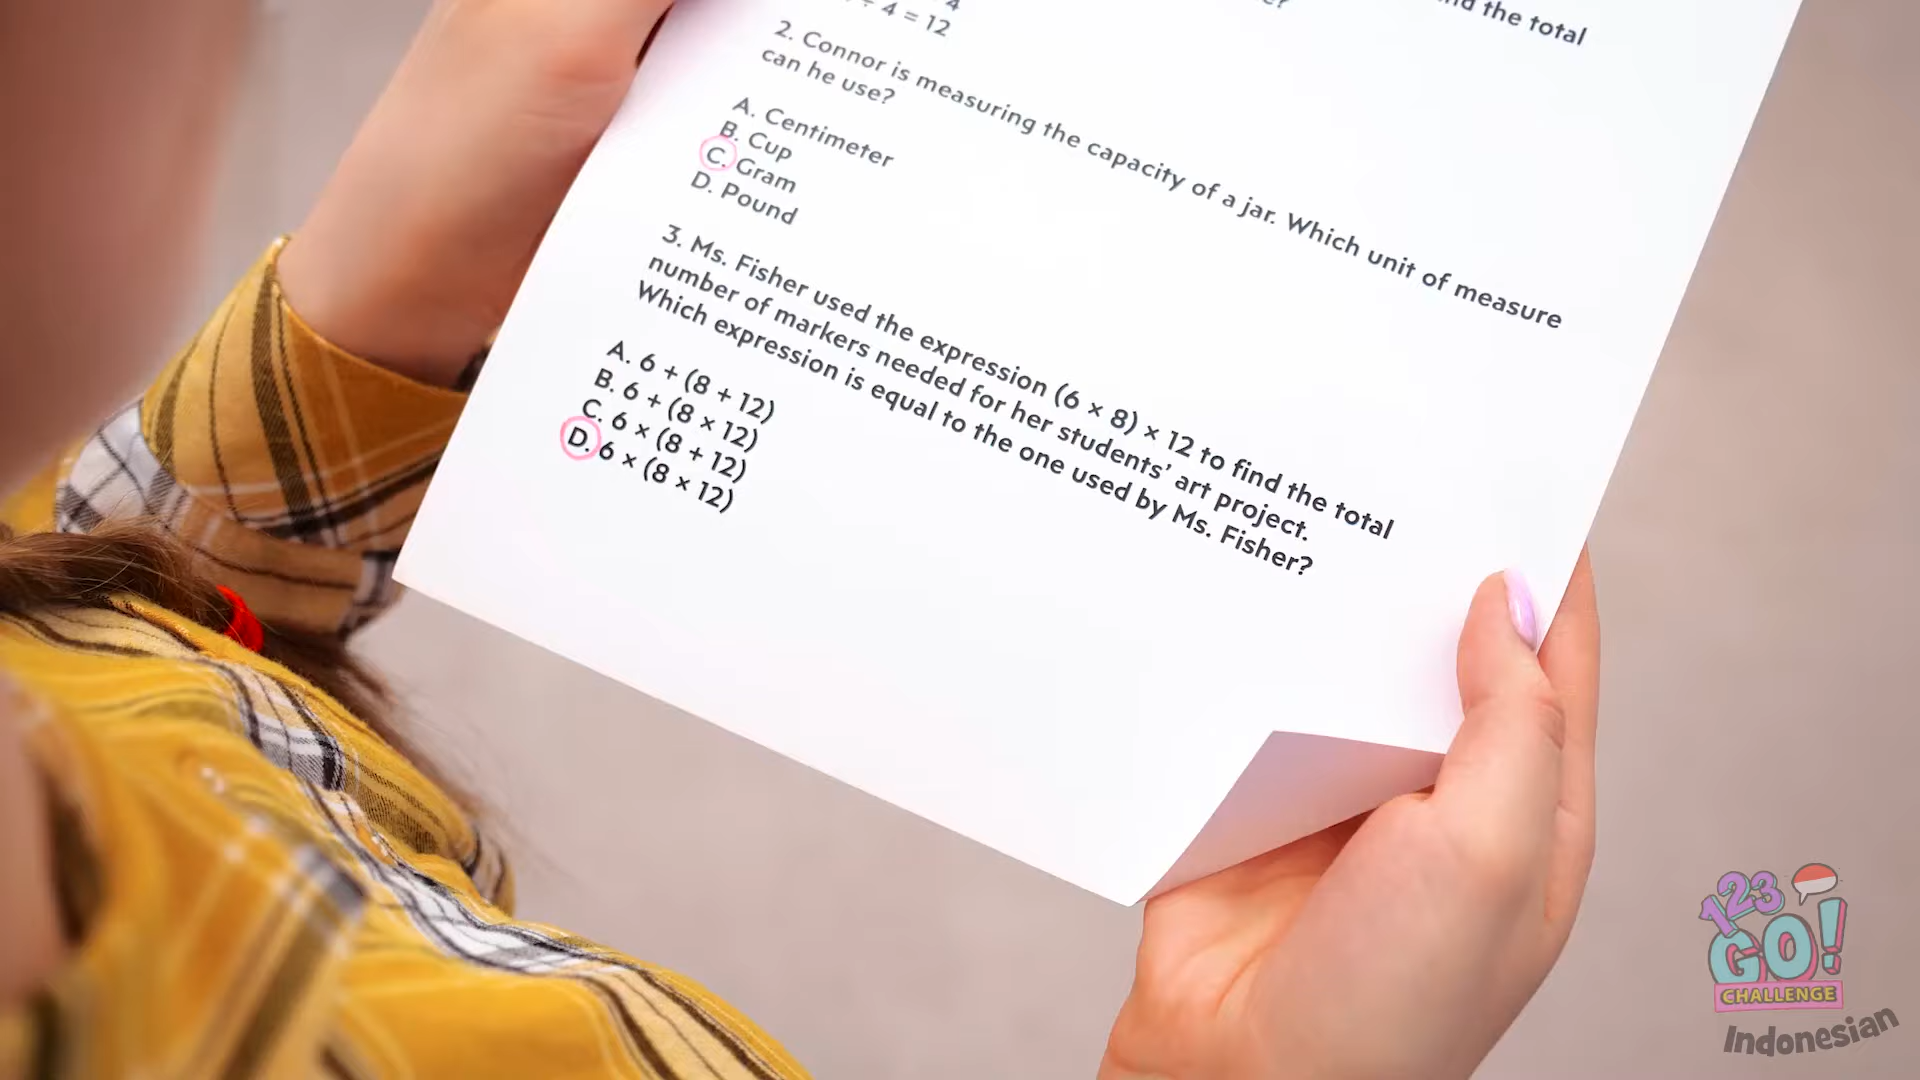 nd the total
÷ 4 = 12
2. Connor is measuring the capacity of a jar. Which unit of measure
can he use?
A. Centimeter
B. Cup
C. Gram
D. Pound
3. Ms. Fisher used the expression (6 × 8) × 12 to find the total
number of markers needed for her students' art project.
Which expression is equal to the one used by Ms. Fisher?
A. 6 + (8 + 12)
B. 6 + (8 × 12)
C. 6 × (8 + 12)
D. 6 × (8 × 12)
123
GO!
CHALLENGE
Indonesian